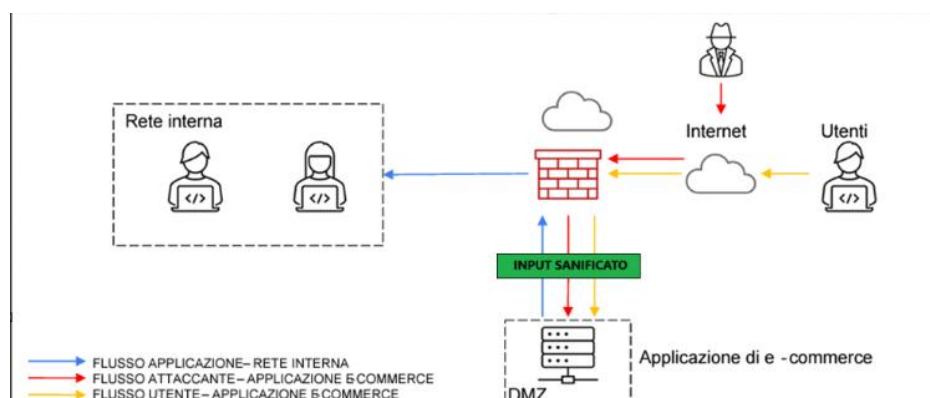 Rete interna
Internet
Utenti
</>
</>
</>
INPUT SANIFICATO
Applicazione di e - commerce
FLUSSO APPLICAZIONE– RETE INTERNA
FLUSSO ATTACCANTE – APPLICAZIONE E-COMMERCE
FLUSSO UTENTE– APPLICAZIONE E-COMMERCE
DMZ